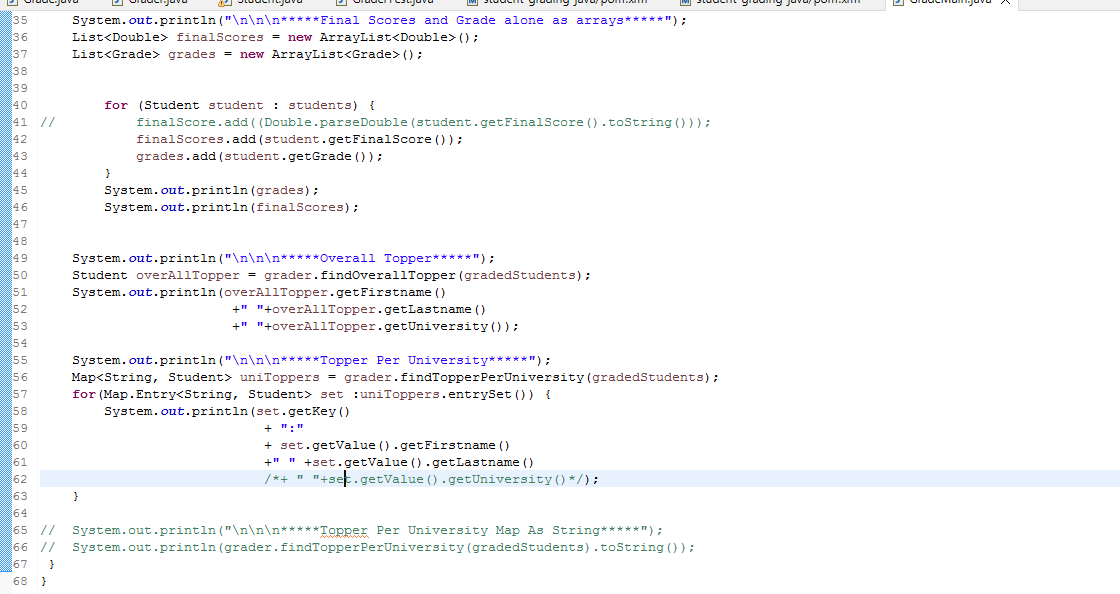 Grade.java Grader.java Student.java GraderTest.java student-grading-java/pom.xml student-grading-java/pom.xml GradeMain.java
35 System.out.println("\n\n\n*****Final Scores and Grade alone as arrays*****");
36 List<Double> finalScores = new ArrayList<Double>();
37 List<Grade> grades = new ArrayList<Grade>();
38
39
40 for (Student student : students) {
41 // finalScore.add((Double.parseDouble(student.getFinalScore().toString()));
42 finalScores.add(student.getFinalScore());
43 grades.add(student.getGrade());
44 }
45 System.out.println(grades);
46 System.out.println(finalScores);
47
48
49 System.out.println("\n\n\n*****Overall Topper*****");
50 Student overAllTopper = grader.findOverallTopper(gradedStudents);
51 System.out.println(overAllTopper.getFirstname()
52 +" "+overAllTopper.getLastname()
53 +" "+overAllTopper.getUniversity());
54
55 System.out.println("\n\n\n*****Topper Per University*****");
56 Map<String, Student> uniToppers = grader.findTopperPerUniversity(gradedStudents);
57 for(Map.Entry<String, Student> set :uniToppers.entrySet()) {
58 System.out.println(set.getKey()
59 + ":"
60 + set.getValue().getFirstname()
61 +" " +set.getValue().getLastname()
62 /*+ " "+set.getValue().getUniversity()*/);
63 }
64
65 // System.out.println("\n\n\n*****Topper Per University Map As String*****");
66 // System.out.println(grader.findTopperPerUniversity(gradedStudents).toString());
67 }
68 }